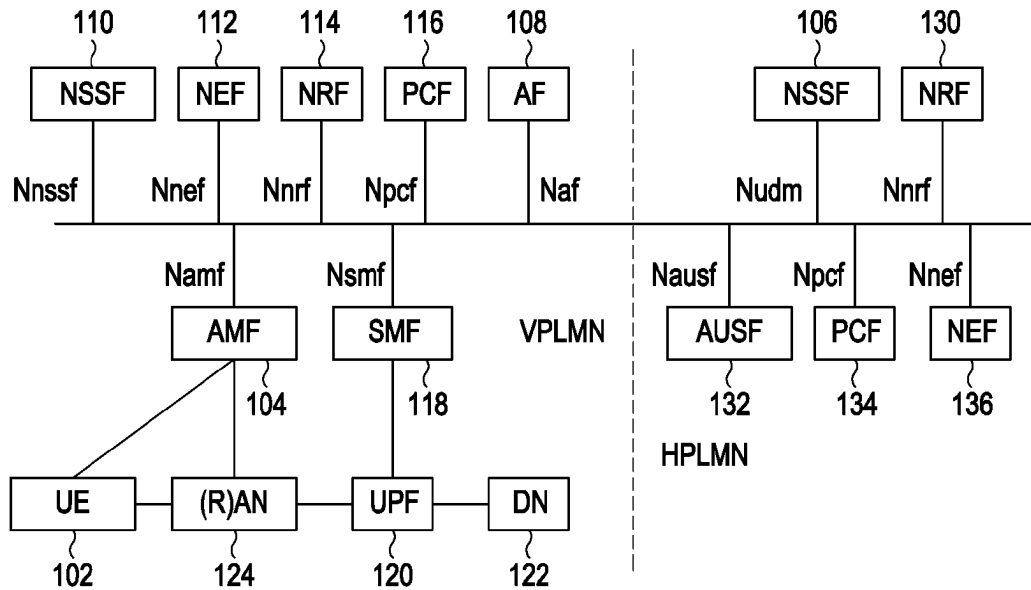 110 112 114 116 108 106 130
NSSF NEF NRF PCF AF NSSF NRF
Nnssf Nnef Nnrf Npcf Naf Nudm Nnrf
Namf Nsmf Nausf Npcf Nnef
AMF SMF VPLMN AUSF PCF NEF
104 118 132 134 136
HPLMN
UE (R)AN UPF DN
102 124 120 122